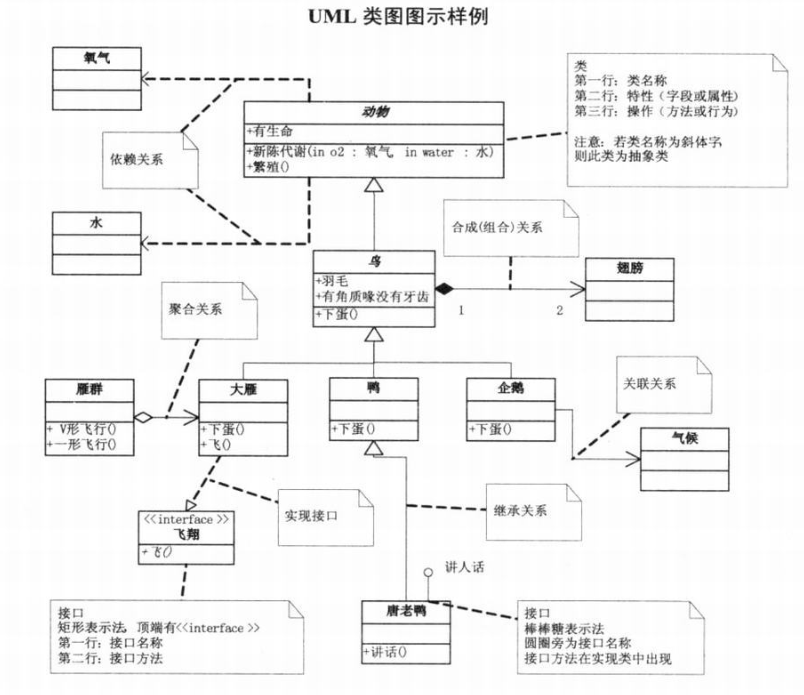 UML 类图图示样例
氧气
动物
+有生命
+新陈代谢(in o2 : 氧气, in water : 水)
+繁殖()
类
第一行: 类名称
第二行: 特性 (字段或属性)
第三行: 操作 (方法或行为)
注意: 若类名称为斜体字,
则此类为抽象类
依赖关系
水
鸟
+羽毛
+有角质喙没有牙齿
+下蛋()
合成(组合)关系
翅膀
1
2
聚合关系
雁群
+ V形飞行()
+一形飞行()
大雁
+下蛋()
+飞()
鸭
+下蛋()
企鹅
+下蛋()
关联关系
气候
<<interface>>
飞翔
+飞()
实现接口
继承关系
讲人话
接口
矩形表示法, 顶端有<<interface>>
第一行: 接口名称
第二行: 接口方法
唐老鸭
+讲话()
接口
棒棒糖表示法
圆圈旁为接口名称
接口方法在实现类中出现